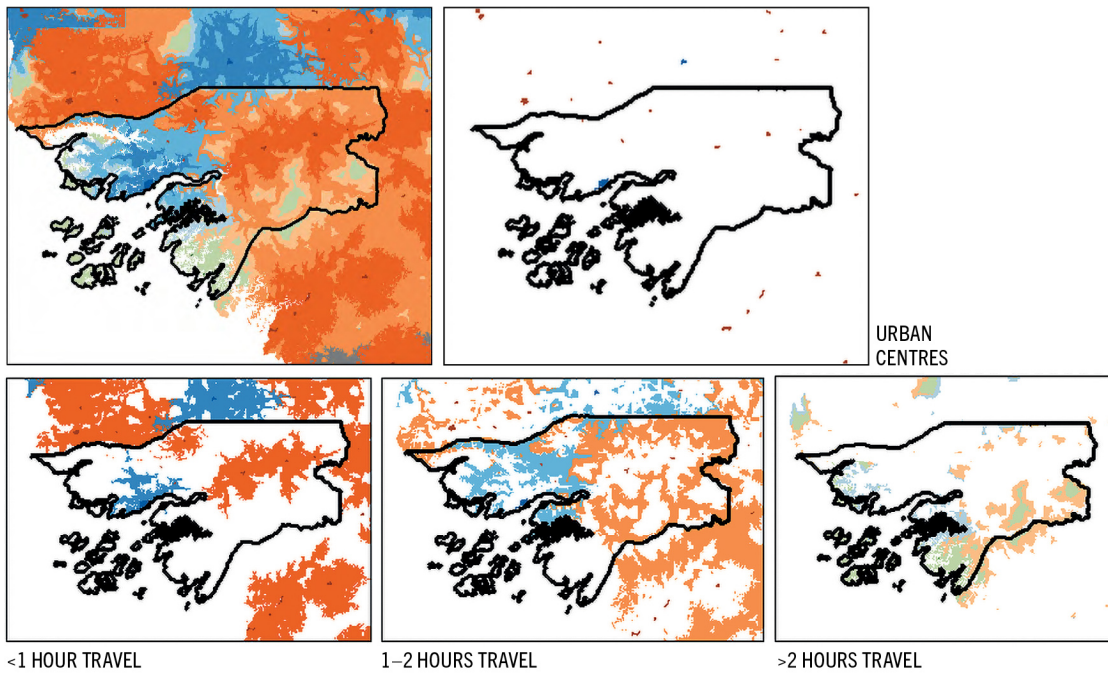 URBAN
CENTRES
<1 HOUR TRAVEL
1–2 HOURS TRAVEL
>2 HOURS TRAVEL